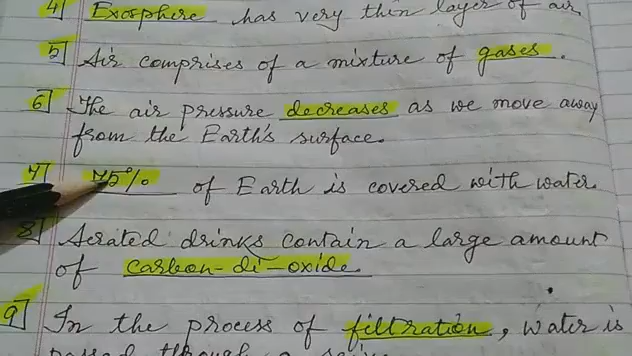 4] Exosphere has very thin layer of air.
5] Air comprises of a mixture of gases.
6] The air pressure decreases as we move away
from the Earth's surface.
7] 75% of Earth is covered with water.
8] Aerated drinks contain a large amount
of carbon-di-oxide.
9] In the process of filtration, water is
passed through a